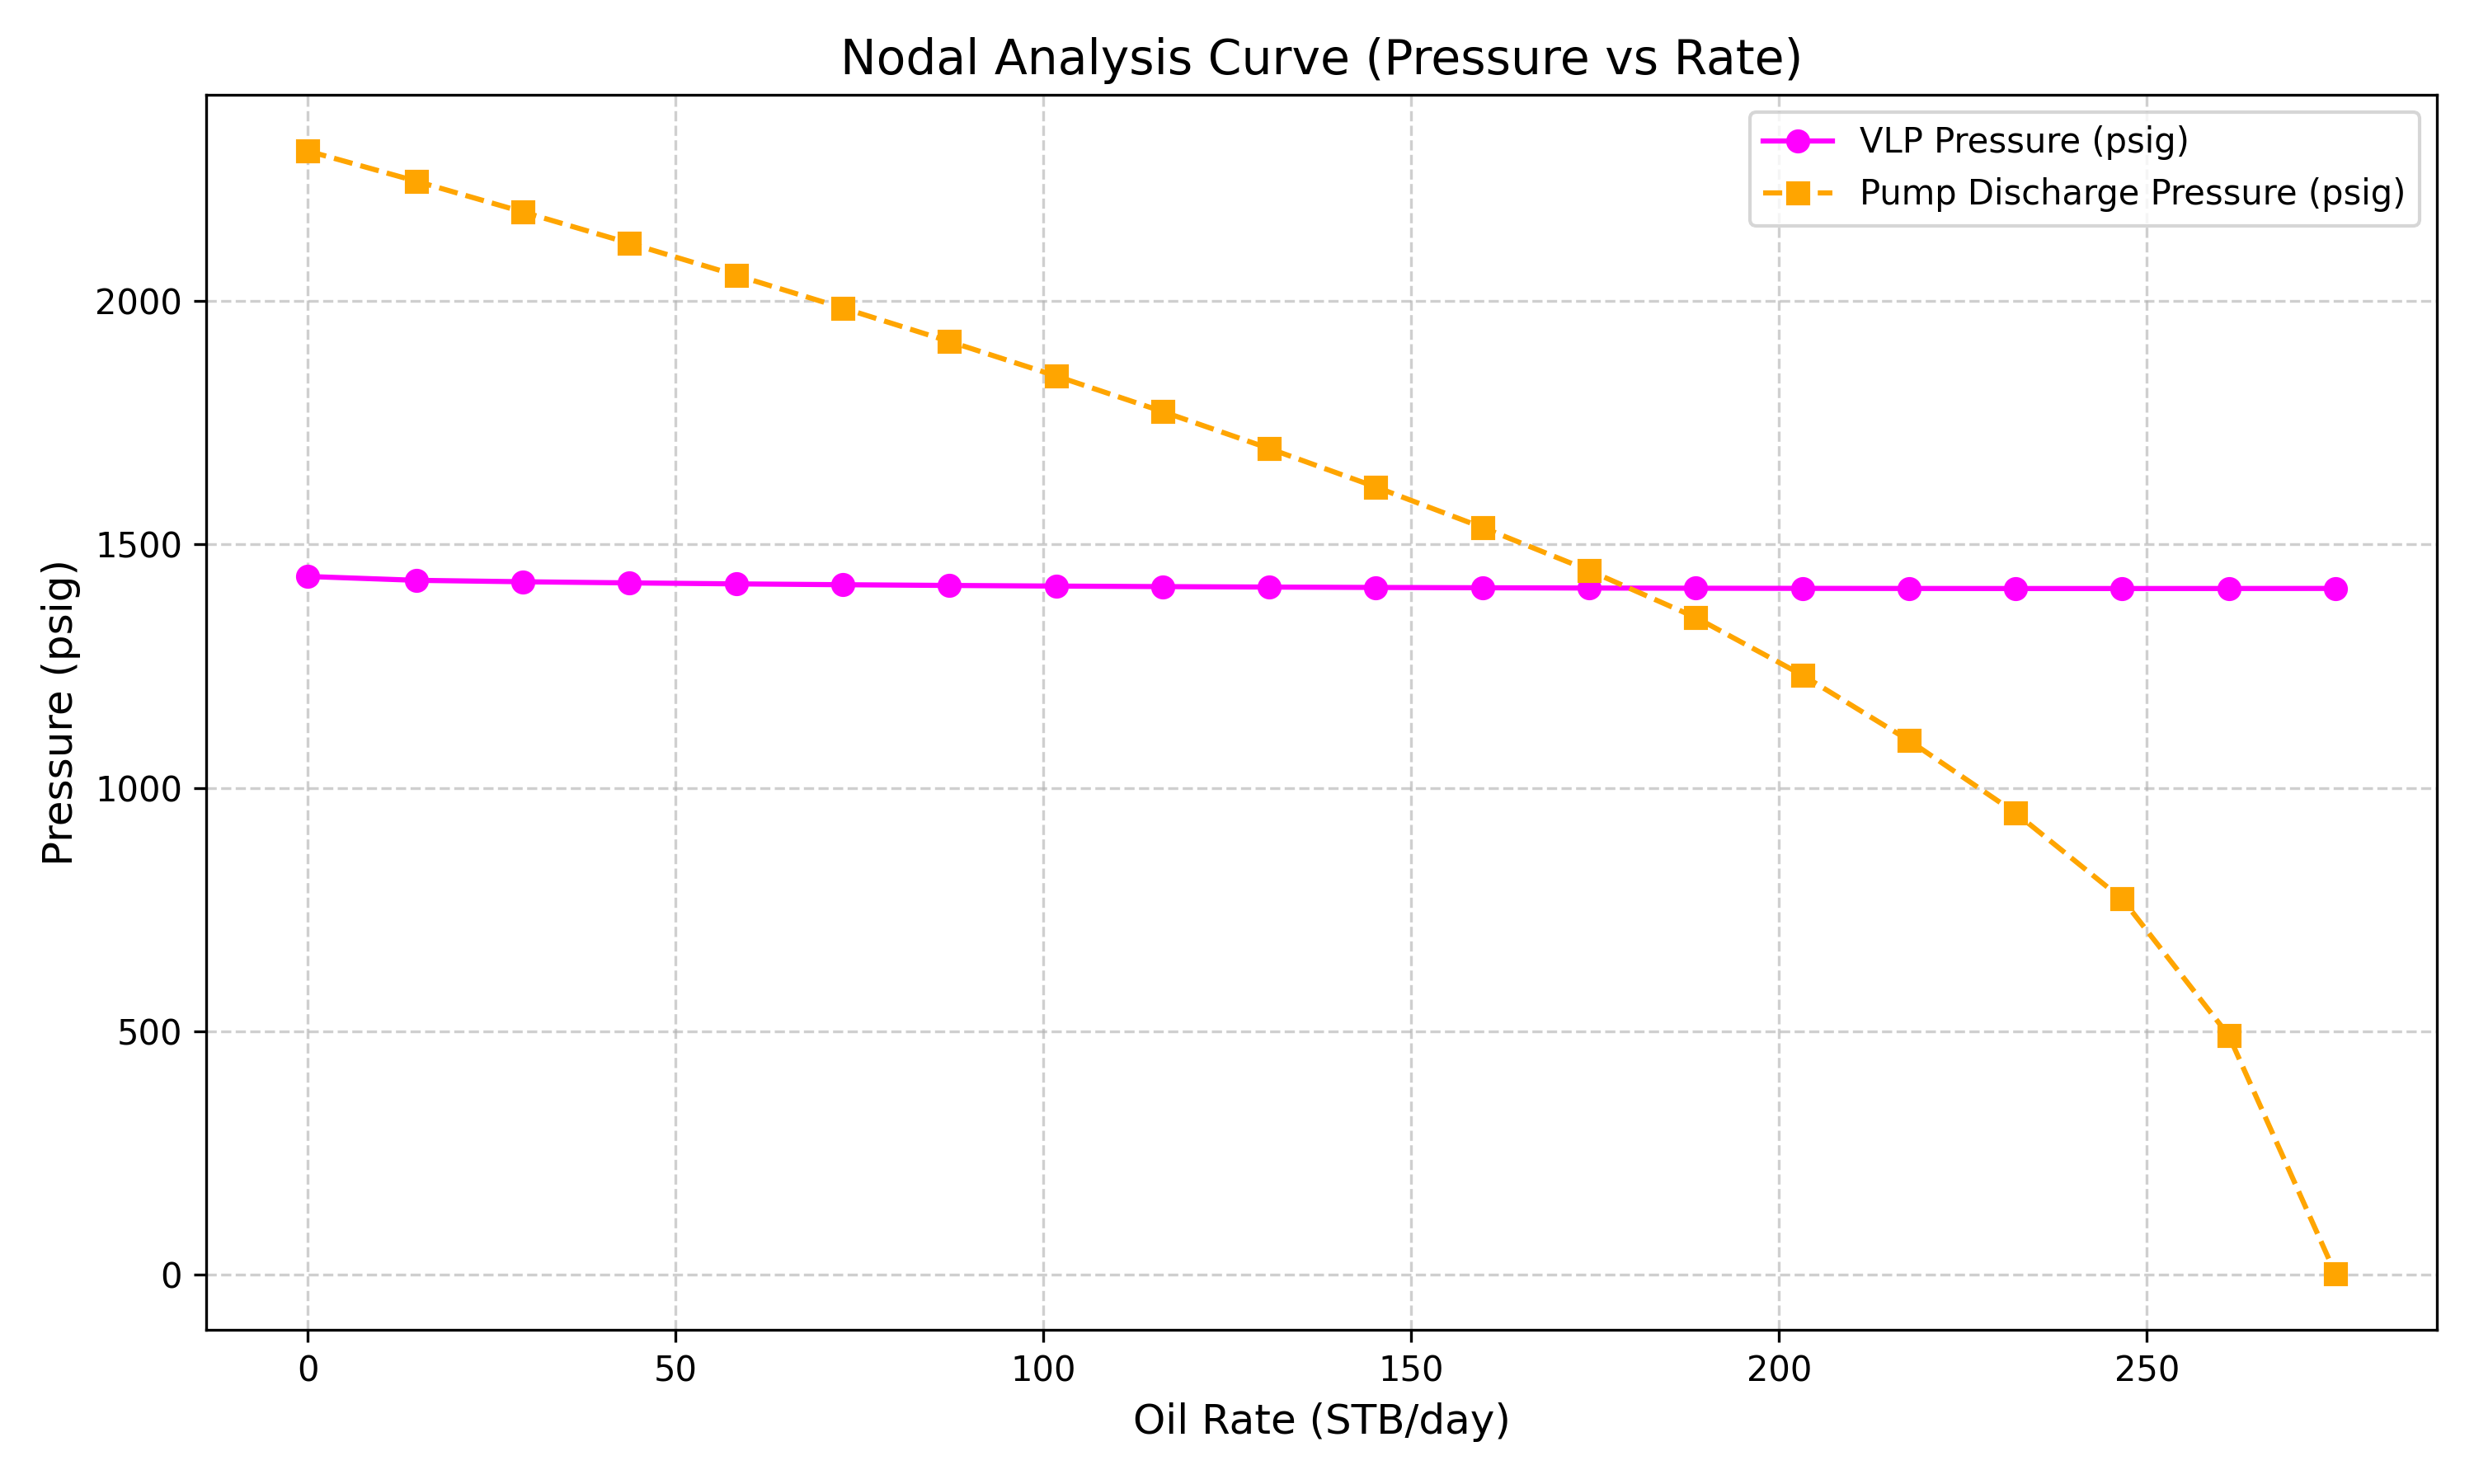 Nodal Analysis Curve (Pressure vs Rate)
VLP Pressure (psig)
Pump Discharge Pressure (psig)
Pressure (psig)
2000
1500
1000
500
0
0 50 100 150 200 250
Oil Rate (STB/day)